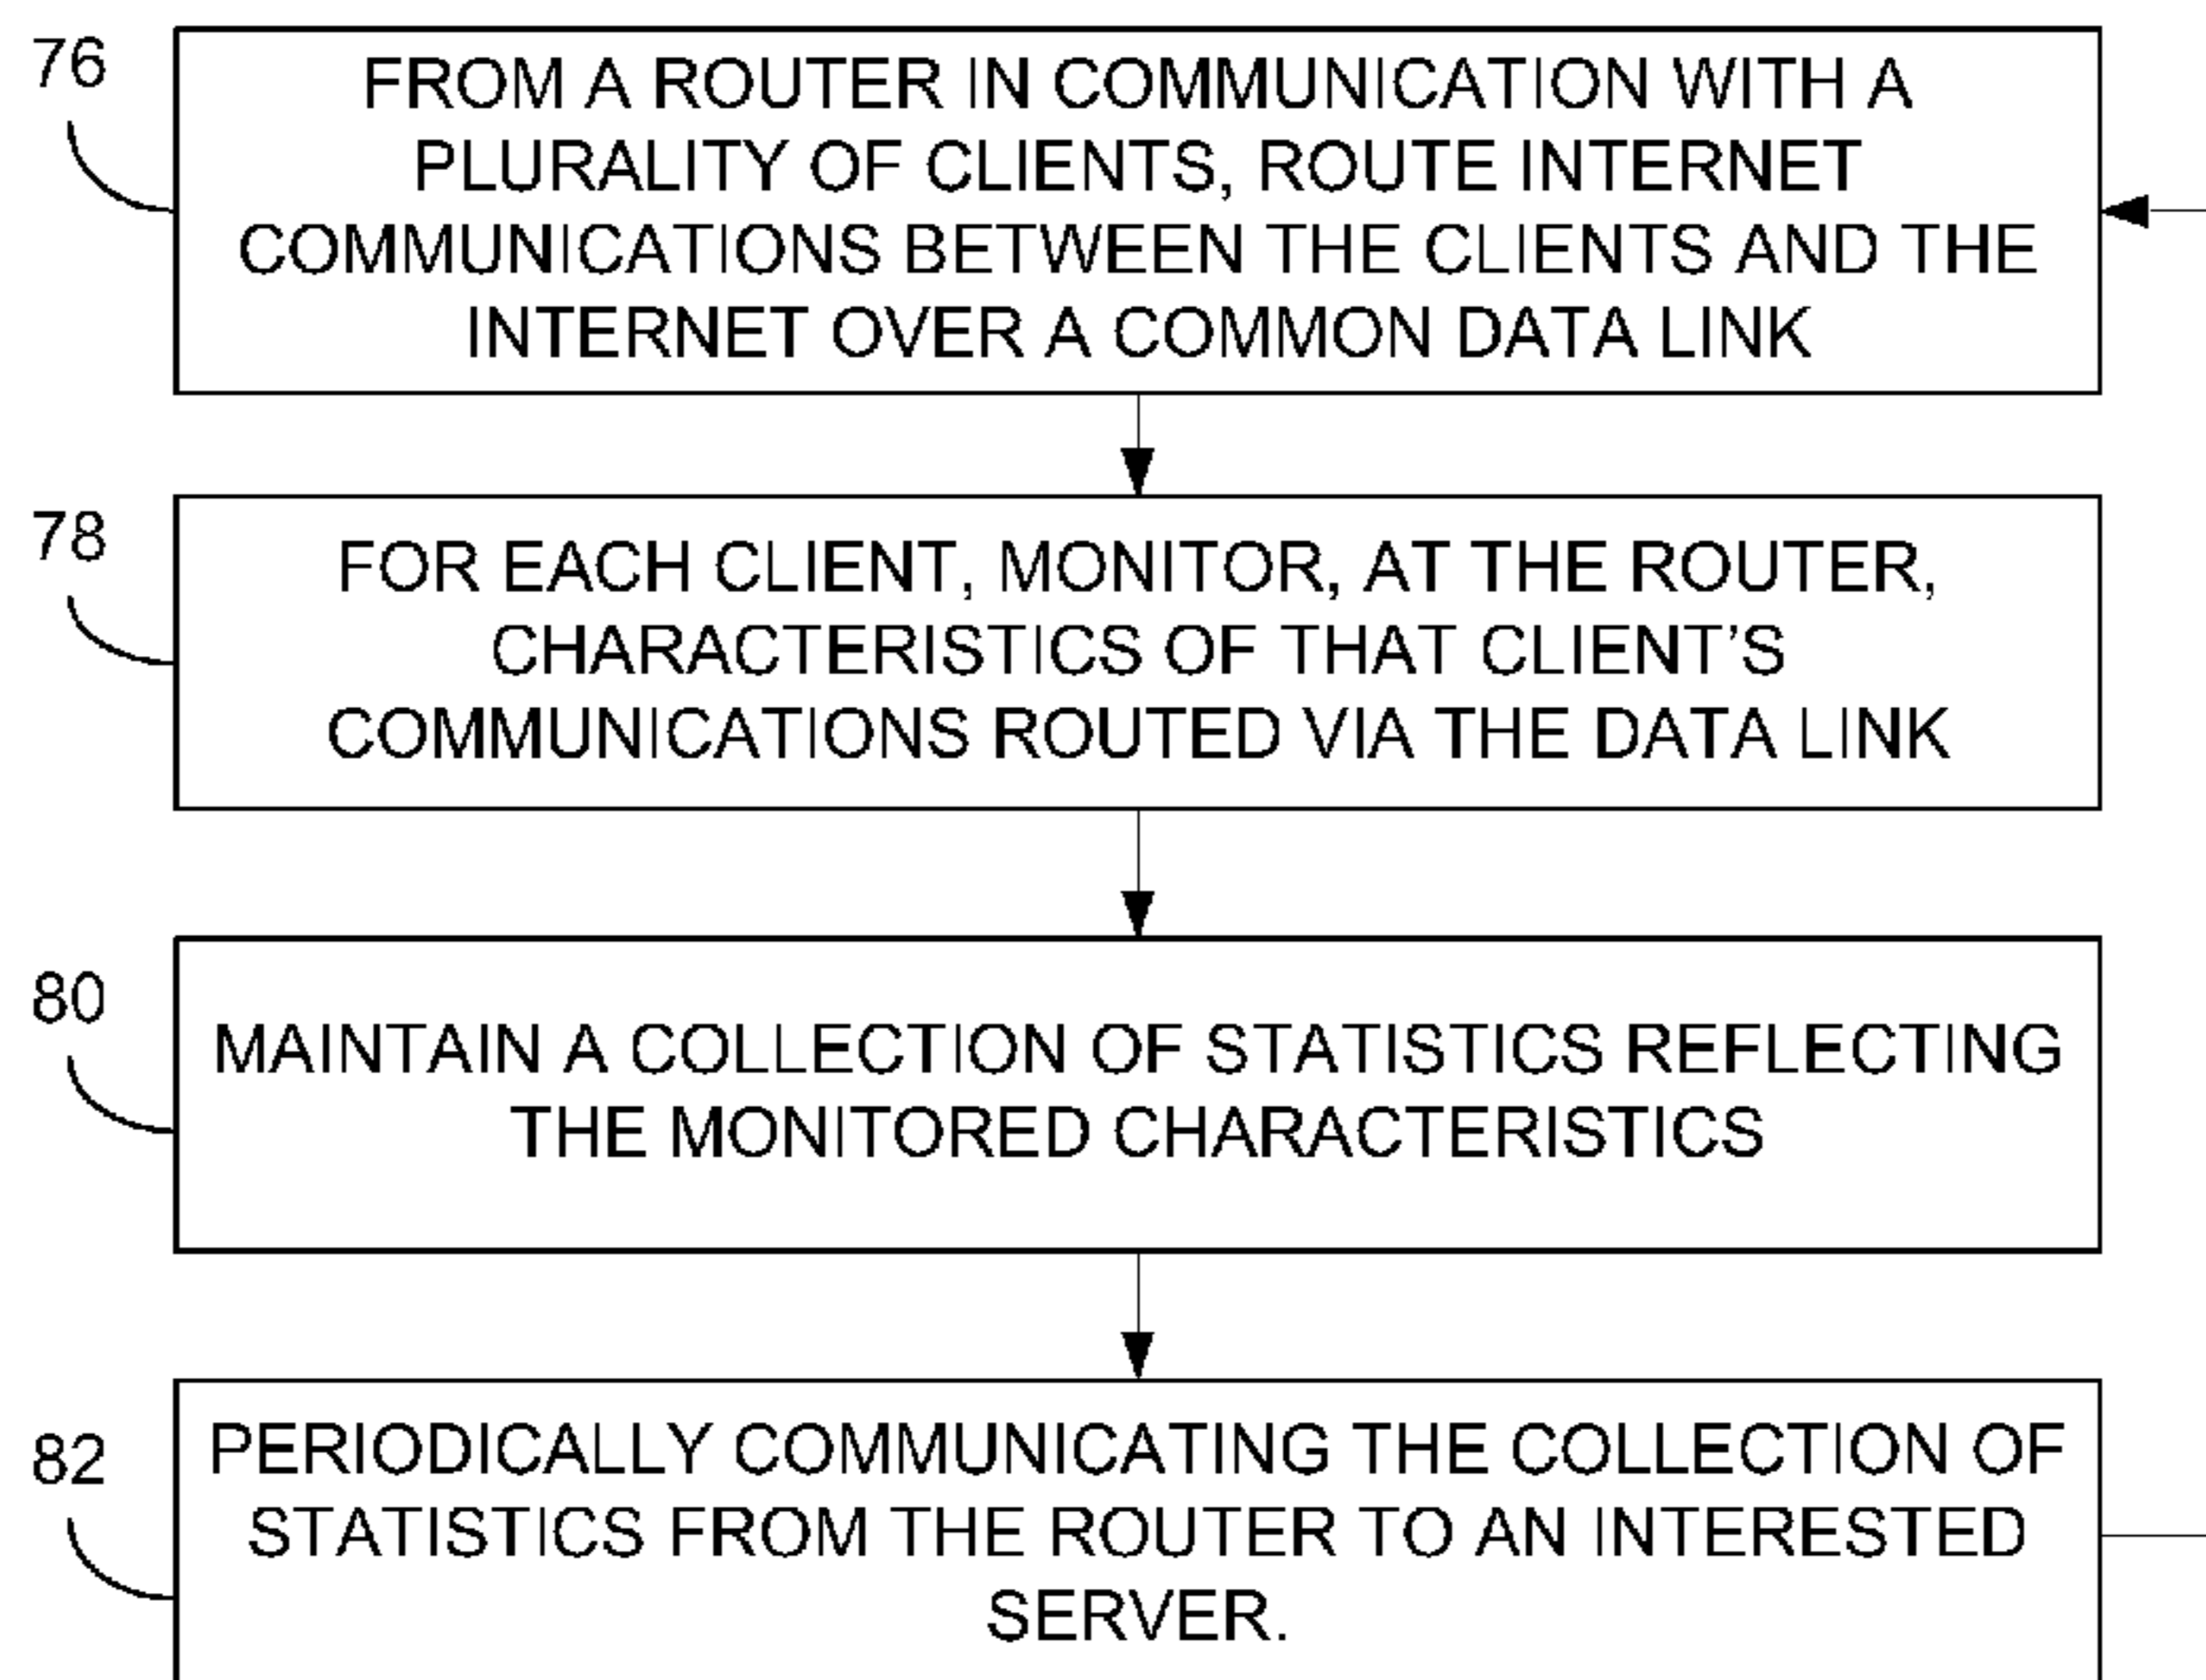 76
FROM A ROUTER IN COMMUNICATION WITH A
PLURALITY OF CLIENTS, ROUTE INTERNET
COMMUNICATIONS BETWEEN THE CLIENTS AND THE
INTERNET OVER A COMMON DATA LINK
78
FOR EACH CLIENT, MONITOR, AT THE ROUTER,
CHARACTERISTICS OF THAT CLIENT’S
COMMUNICATIONS ROUTED VIA THE DATA LINK
80
MAINTAIN A COLLECTION OF STATISTICS REFLECTING
THE MONITORED CHARACTERISTICS
82
PERIODICALLY COMMUNICATING THE COLLECTION OF
STATISTICS FROM THE ROUTER TO AN INTERESTED
SERVER.